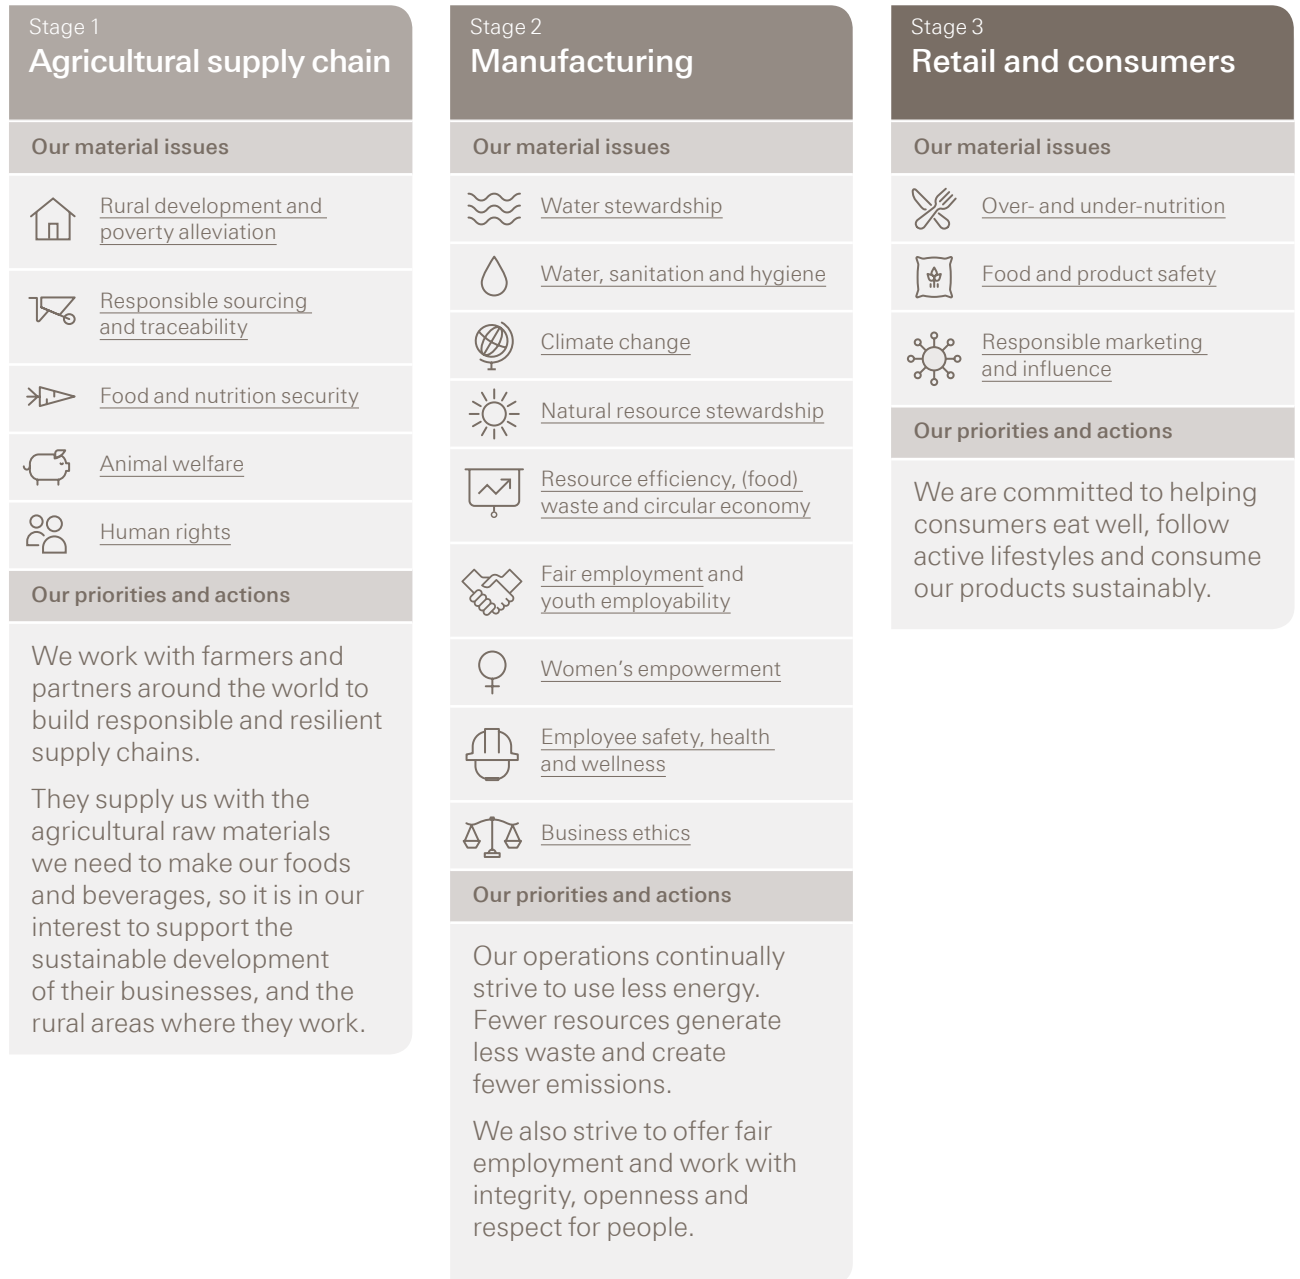 Stage 1
Agricultural supply chain
Our material issues
Rural development and
poverty alleviation
Responsible sourcing
and traceability
Food and nutrition security
Animal welfare
Human rights
Our priorities and actions
We work with farmers and
partners around the world to
build responsible and resilient
supply chains.
They supply us with the
agricultural raw materials
we need to make our foods
and beverages, so it is in our
interest to support the
sustainable development
of their businesses, and the
rural areas where they work.
Stage 2
Manufacturing
Our material issues
Water stewardship
Water, sanitation and hygiene
Climate change
Natural resource stewardship
Resource efficiency, (food)
waste and circular economy
Fair employment and
youth employability
Women’s empowerment
Employee safety, health
and wellness
Business ethics
Our priorities and actions
Our operations continually
strive to use less energy.
Fewer resources generate
less waste and create
fewer emissions.
We also strive to offer fair
employment and work with
integrity, openness and
respect for people.
Stage 3
Retail and consumers
Our material issues
Over- and under-nutrition
Food and product safety
Responsible marketing
and influence
Our priorities and actions
We are committed to helping
consumers eat well, follow
active lifestyles and consume
our products sustainably.